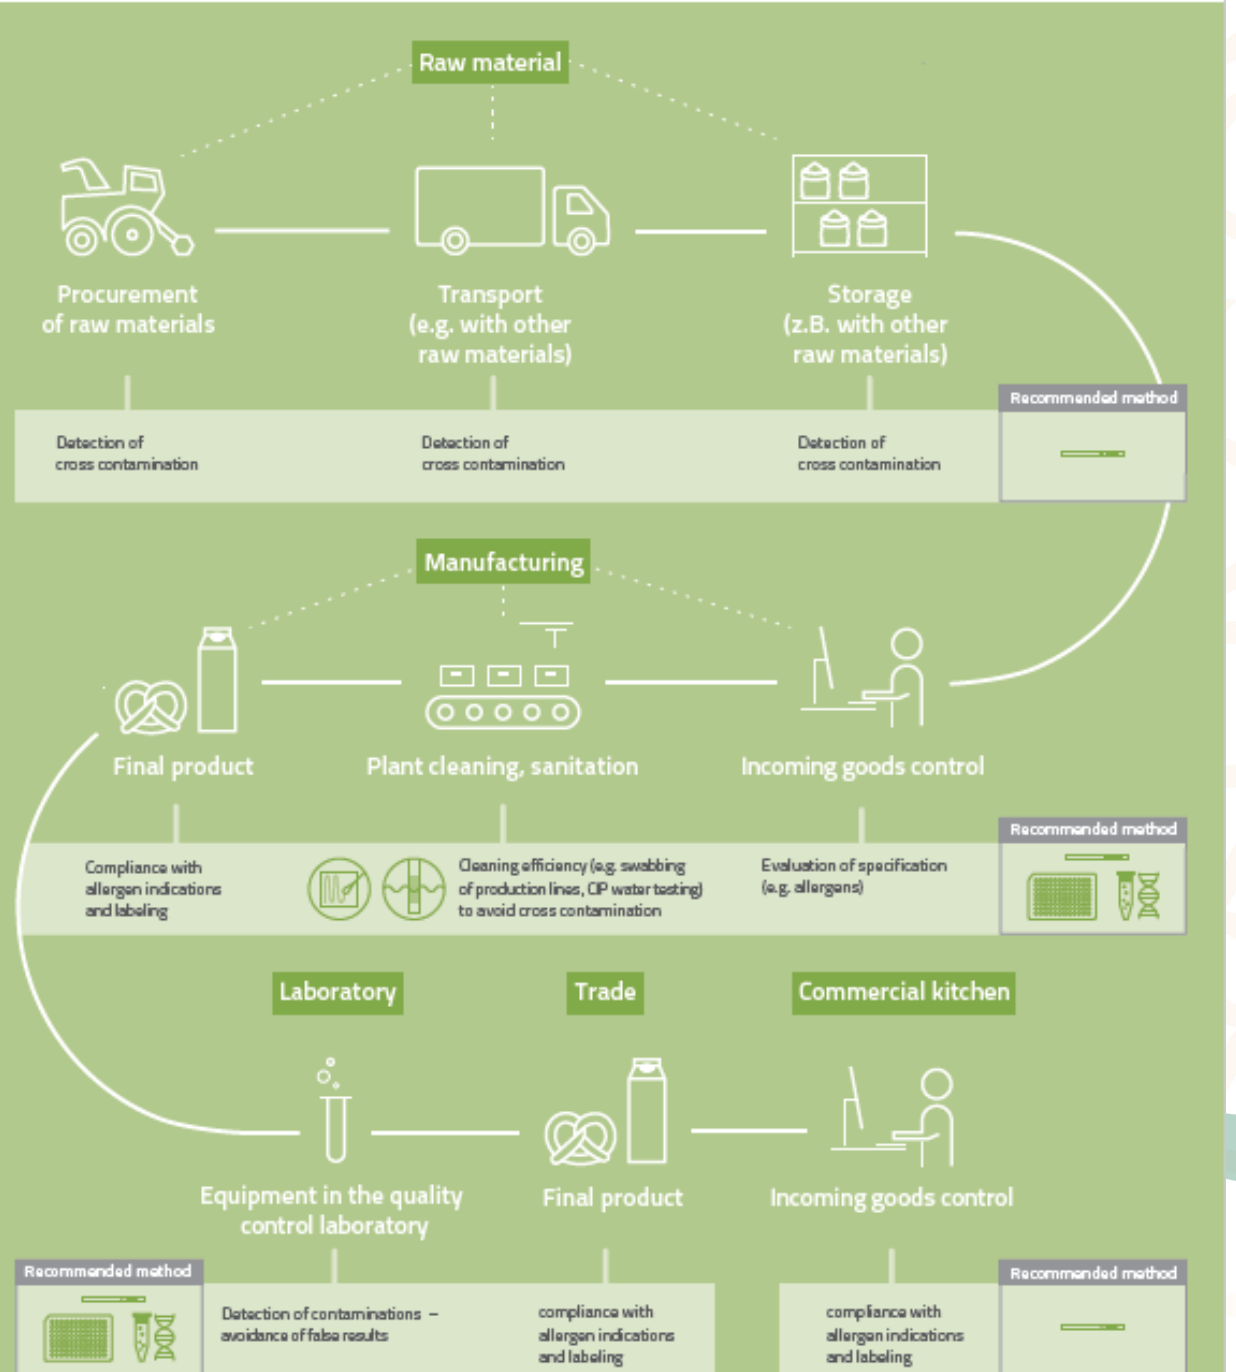 Raw material
Procurement
of raw materials
Transport
(e.g. with other
raw materials)
Storage
(z.B. with other
raw materials)
Recommended method
Detection of
cross contamination
Detection of
cross contamination
Detection of
cross contamination
Manufacturing
Final product
Plant cleaning, sanitation
Incoming goods control
Recommended method
Compliance with
allergen indications
and labeling
Cleaning efficiency (e.g. swabbing
of production lines, CIP water testing)
to avoid cross contamination
Evaluation of specification
(e.g. allergens)
Laboratory
Trade
Commercial kitchen
Equipment in the quality
control laboratory
Final product
Incoming goods control
Recommended method
Detection of contaminations –
avoidance of false results
compliance with
allergen indications
and labeling
compliance with
allergen indications
and labeling
Recommended method